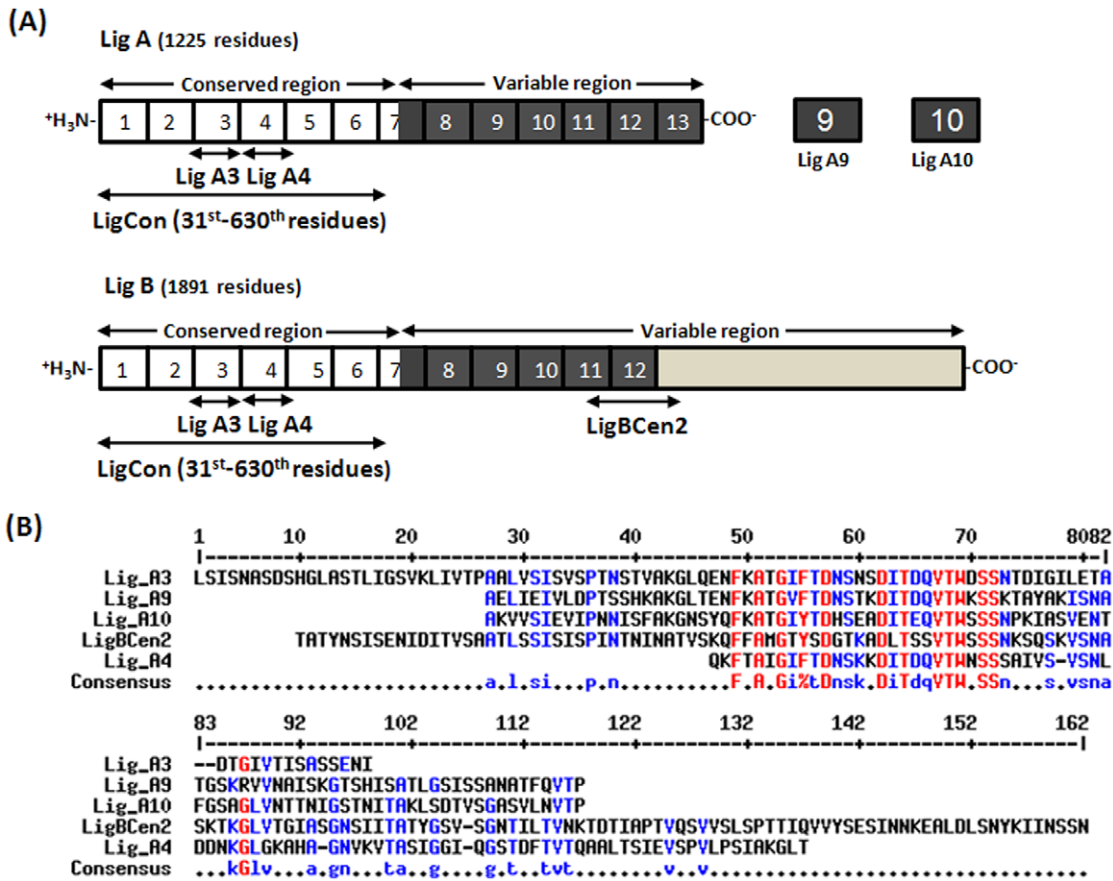 (A)
Lig A (1225 residues)
Conserved region Variable region
⁺H₃N- 1 2 3 4 5 6 7 8 9 10 11 12 13 -COO⁻ 9 10
Lig A3 Lig A4 Lig A9 Lig A10
LigCon (31ˢᵗ-630ᵗʰ residues)
Lig B (1891 residues)
Conserved region Variable region
⁺H₃N- 1 2 3 4 5 6 7 8 9 10 11 12 -COO⁻
Lig A3 Lig A4 LigBCen2
LigCon (31ˢᵗ-630ᵗʰ residues)
(B)
1 10 20 30 40 50 60 70 8082
Lig_A3 LSISNASDSHGLASTLIGSVKLIVTPAALVSISVSPTNSTVAKGLQENFKATGIFTDNSNSDITDQVTWDSSNTDIGILETA
Lig_A9 AELIEIVLDPTSSHKAKGLTENFKATGVFTDNSTKDITDQVTWKSSKTAYAKISNA
Lig_A10 AKVVSIEVIPNNISFAKGNSYQFKATGIYTDHSEADITDQVTWSSSNPKIASVENT
LigBCen2 TATYNSISENIDITVSAATLSSISISPINTNINATVSKQFFAMGTYSDGTKADLTSSVTWSSSNKSQSKVSNA
Lig_A4 QKFTAIGIFTDNSKKDITDQVTWNSSSAIVS-VSNL
Consensus ..........................a.l.si...p.n..........F.A.Gi%tDnsk.DiTdqVTW.SSn...s.vsna
83 92 102 112 122 132 142 152 162
Lig_A3 --DTGIVTISASSENI
Lig_A9 TGSKRVVNAISKGTSHISATLGSISSANATFQVTP
Lig_A10 FGSAGLVNTTNIGSTNITAKLSDTVSGASVLNVTP
LigBCen2 SKTKGLVTGIASGNSIITATYGSV-SGNTILTVNKTDTIAPTVQSVVSLSPTTIQVVYSESINNKEALDLSNYKIINSSN
Lig_A4 DDNKGLGKAHA-GNVKVTASIGGI-QGSTDFTVTQAALTSIEVSPVLPSIAKGLT
Consensus ...kGlv...a.gn...ta..g....g.t..tvt........v..v..................................